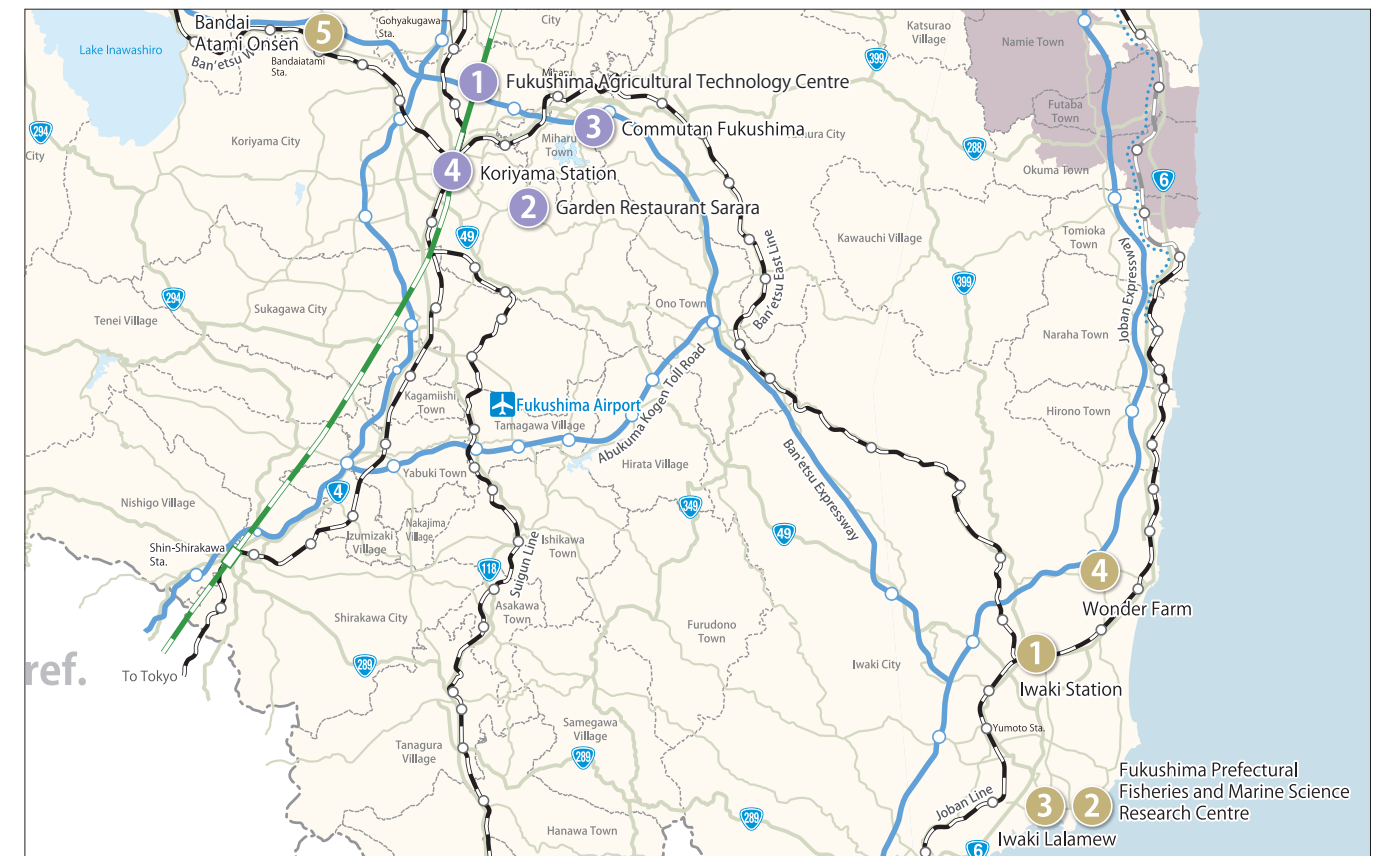 Bandai
Atami Onsen
5
Gohyakugawa
Sta.
City
Katsurao
Village
Namie Town
Lake Inawashiro
Bandaiatami
Sta.
399
1
Fukushima Agricultural Technology Centre
Futaba
Town
294
City
Koriyama City
3
Commutan Fukushima
Miharu
Town
288
Okuma Town
6
4
Koriyama Station
2
Garden Restaurant Sarara
49
Kawauchi Village
Tomioka
Town
Joban Expressway
Ban'etsu East Line
399
294
Tenei Village
Sukagawa City
Ono Town
Naraha Town
Kagamiishi
Town
Fukushima Airport
Tamagawa Village
Abukuma Kogen Toll Road
Hirono Town
Yabuki Town
Hirata Village
Ban'etsu Expressway
4
Nishigo Village
349
49
Nakajima
Village
Izumizaki
Village
Shin-Shirakawa
Sta.
Ishikawa
Town
Suigun Line
118
4
Wonder Farm
Asakawa
Town
Shirakawa City
Furudono
Town
Iwaki City
1
Iwaki Station
ref.
To Tokyo
289
Samegawa
Village
Yumoto Sta.
Tanagura
Village
289
Fukushima Prefectural
Fisheries and Marine Science
Research Centre
3
2
Joban Line
Iwaki Lalamew
Hanawa Town
289
6